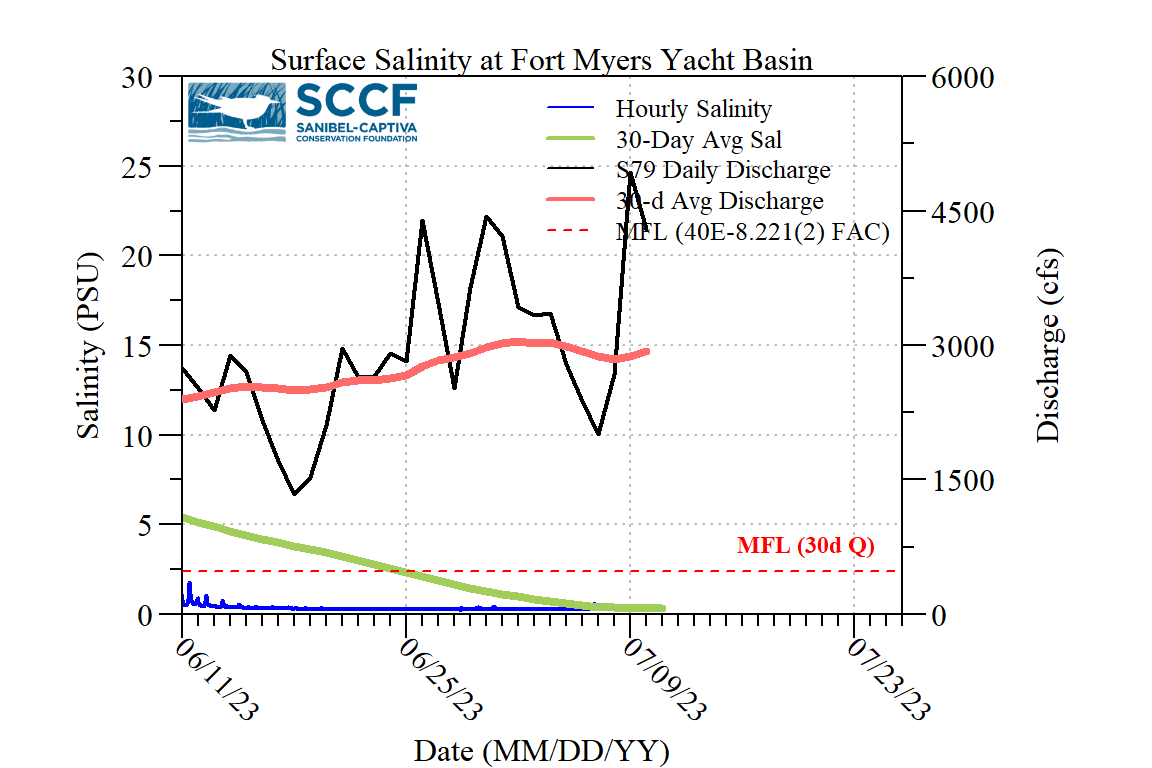 Surface Salinity at Fort Myers Yacht Basin
SCCF
SANIBEL-CAPTIVA
CONSERVATION FOUNDATION
Hourly Salinity
30-Day Avg Sal
S79 Daily Discharge
30-d Avg Discharge
MFL (40E-8.221(2) FAC)
30
25
20
15
10
5
0
Salinity (PSU)
6000
4500
3000
1500
0
Discharge (cfs)
MFL (30d Q)
06/11/23
06/25/23
07/09/23
07/23/23
Date (MM/DD/YY)